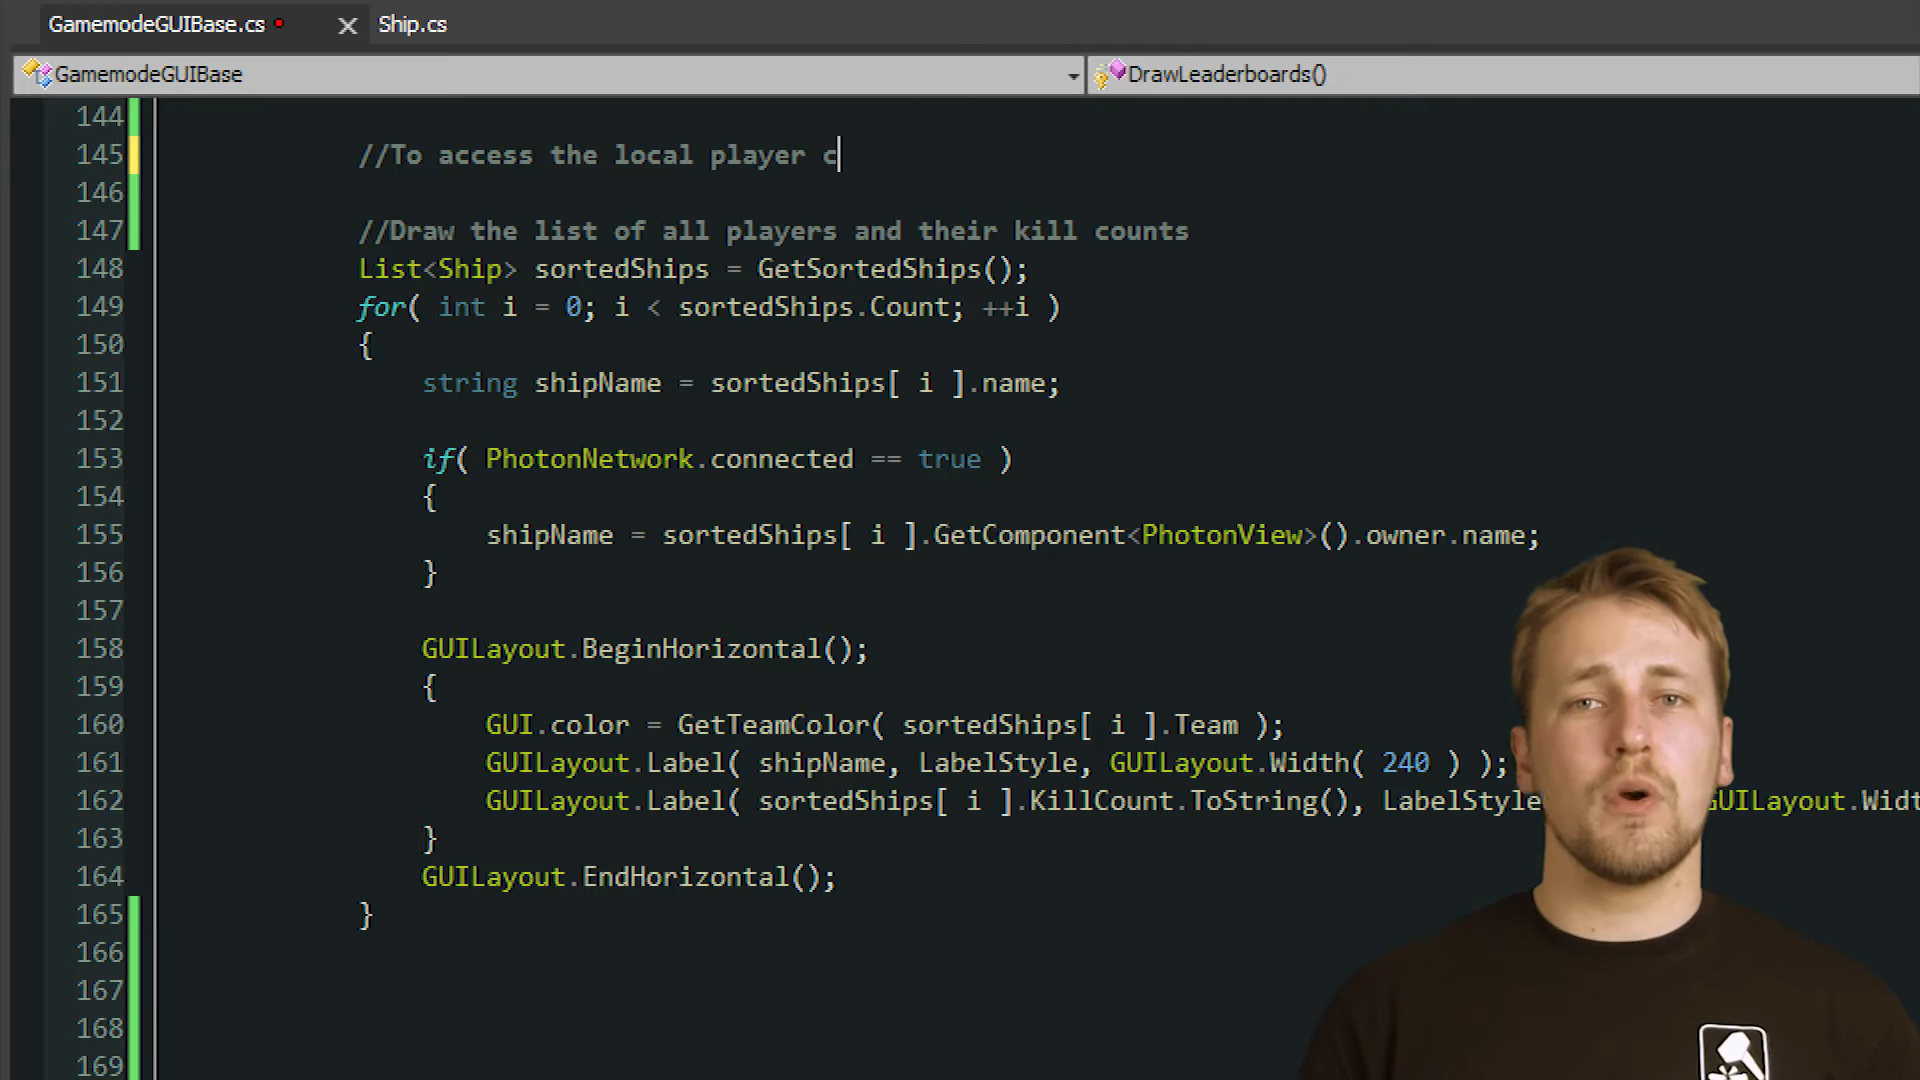 GamemodeGUIBase.cs Ship.cs
GamemodeGUIBase DrawLeaderboards()
144
145 //To access the local player c
146
147 //Draw the list of all players and their kill counts
148 List<Ship> sortedShips = GetSortedShips();
149 for( int i = 0; i < sortedShips.Count; ++i )
150 {
151 string shipName = sortedShips[ i ].name;
152
153 if( PhotonNetwork.connected == true )
154 {
155 shipName = sortedShips[ i ].GetComponent<PhotonView>().owner.name;
156 }
157
158 GUILayout.BeginHorizontal();
159 {
160 GUI.color = GetTeamColor( sortedShips[ i ].Team );
161 GUILayout.Label( shipName, LabelStyle, GUILayout.Width( 240 ) );
162 GUILayout.Label( sortedShips[ i ].KillCount.ToString(), LabelStyle GUILayout.Widt
163 }
164 GUILayout.EndHorizontal();
165 }
166
167
168
169